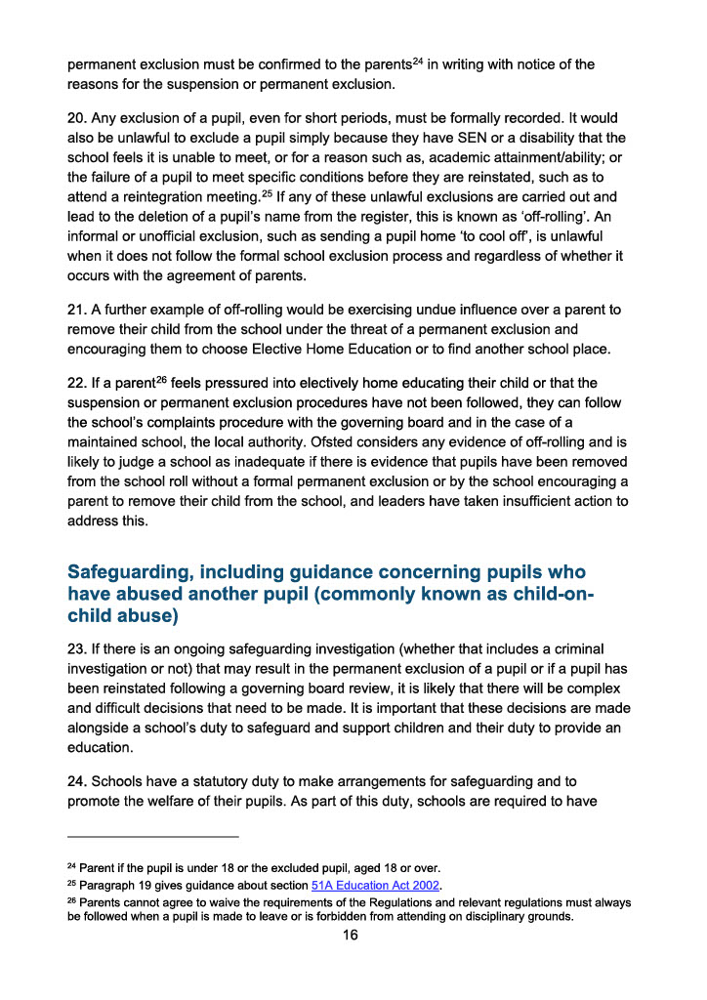 permanent exclusion must be confirmed to the parents²⁴ in writing with notice of the
reasons for the suspension or permanent exclusion.
20. Any exclusion of a pupil, even for short periods, must be formally recorded. It would
also be unlawful to exclude a pupil simply because they have SEN or a disability that the
school feels it is unable to meet, or for a reason such as, academic attainment/ability; or
the failure of a pupil to meet specific conditions before they are reinstated, such as to
attend a reintegration meeting.²⁵ If any of these unlawful exclusions are carried out and
lead to the deletion of a pupil’s name from the register, this is known as ‘off-rolling’. An
informal or unofficial exclusion, such as sending a pupil home ‘to cool off’, is unlawful
when it does not follow the formal school exclusion process and regardless of whether it
occurs with the agreement of parents.
21. A further example of off-rolling would be exercising undue influence over a parent to
remove their child from the school under the threat of a permanent exclusion and
encouraging them to choose Elective Home Education or to find another school place.
22. If a parent²⁶ feels pressured into electively home educating their child or that the
suspension or permanent exclusion procedures have not been followed, they can follow
the school’s complaints procedure with the governing board and in the case of a
maintained school, the local authority. Ofsted considers any evidence of off-rolling and is
likely to judge a school as inadequate if there is evidence that pupils have been removed
from the school roll without a formal permanent exclusion or by the school encouraging a
parent to remove their child from the school, and leaders have taken insufficient action to
address this.
Safeguarding, including guidance concerning pupils who
have abused another pupil (commonly known as child-on-
child abuse)
23. If there is an ongoing safeguarding investigation (whether that includes a criminal
investigation or not) that may result in the permanent exclusion of a pupil or if a pupil has
been reinstated following a governing board review, it is likely that there will be complex
and difficult decisions that need to be made. It is important that these decisions are made
alongside a school’s duty to safeguard and support children and their duty to provide an
education.
24. Schools have a statutory duty to make arrangements for safeguarding and to
promote the welfare of their pupils. As part of this duty, schools are required to have
²⁴ Parent if the pupil is under 18 or the excluded pupil, aged 18 or over.
²⁵ Paragraph 19 gives guidance about section 51A Education Act 2002.
²⁶ Parents cannot agree to waive the requirements of the Regulations and relevant regulations must always
be followed when a pupil is made to leave or is forbidden from attending on disciplinary grounds.
16